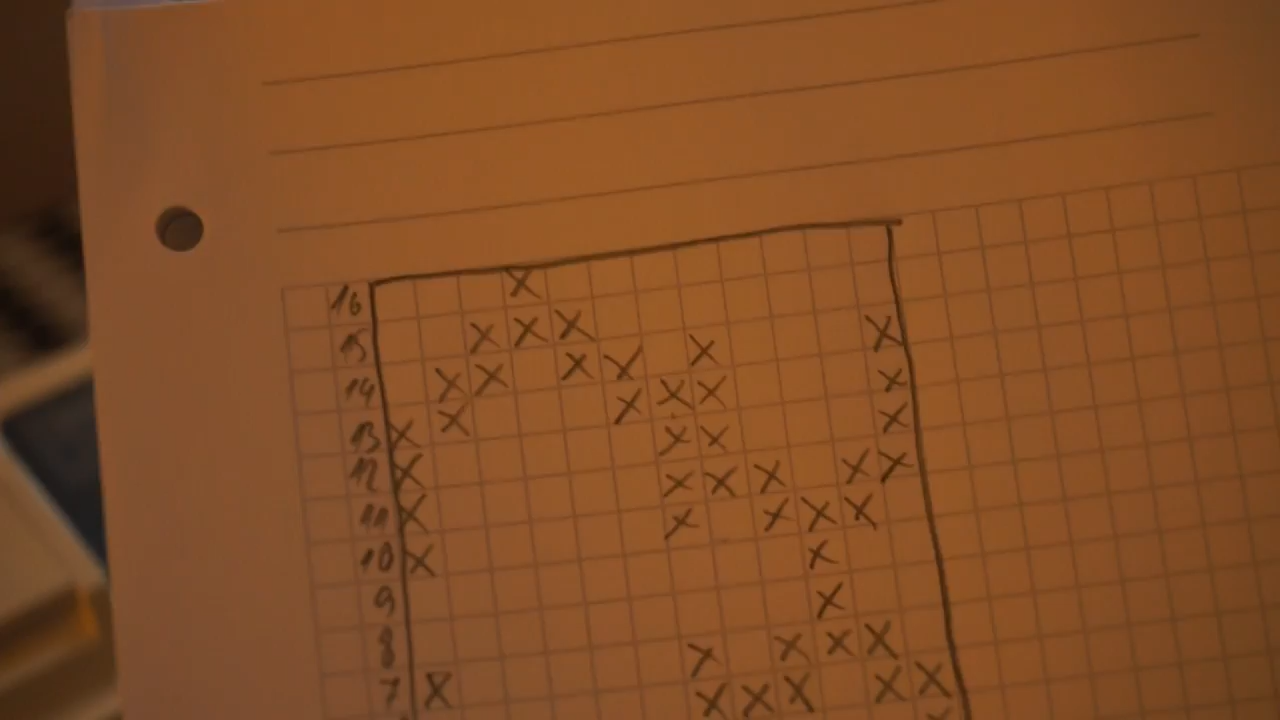 16 X
15 X X X X
14 X X X X X X
13 X X X X X X
12 X X X X
11 X X X X X X X
10 X X X X X
9 X
8 X X X X X
7 X X X X X X